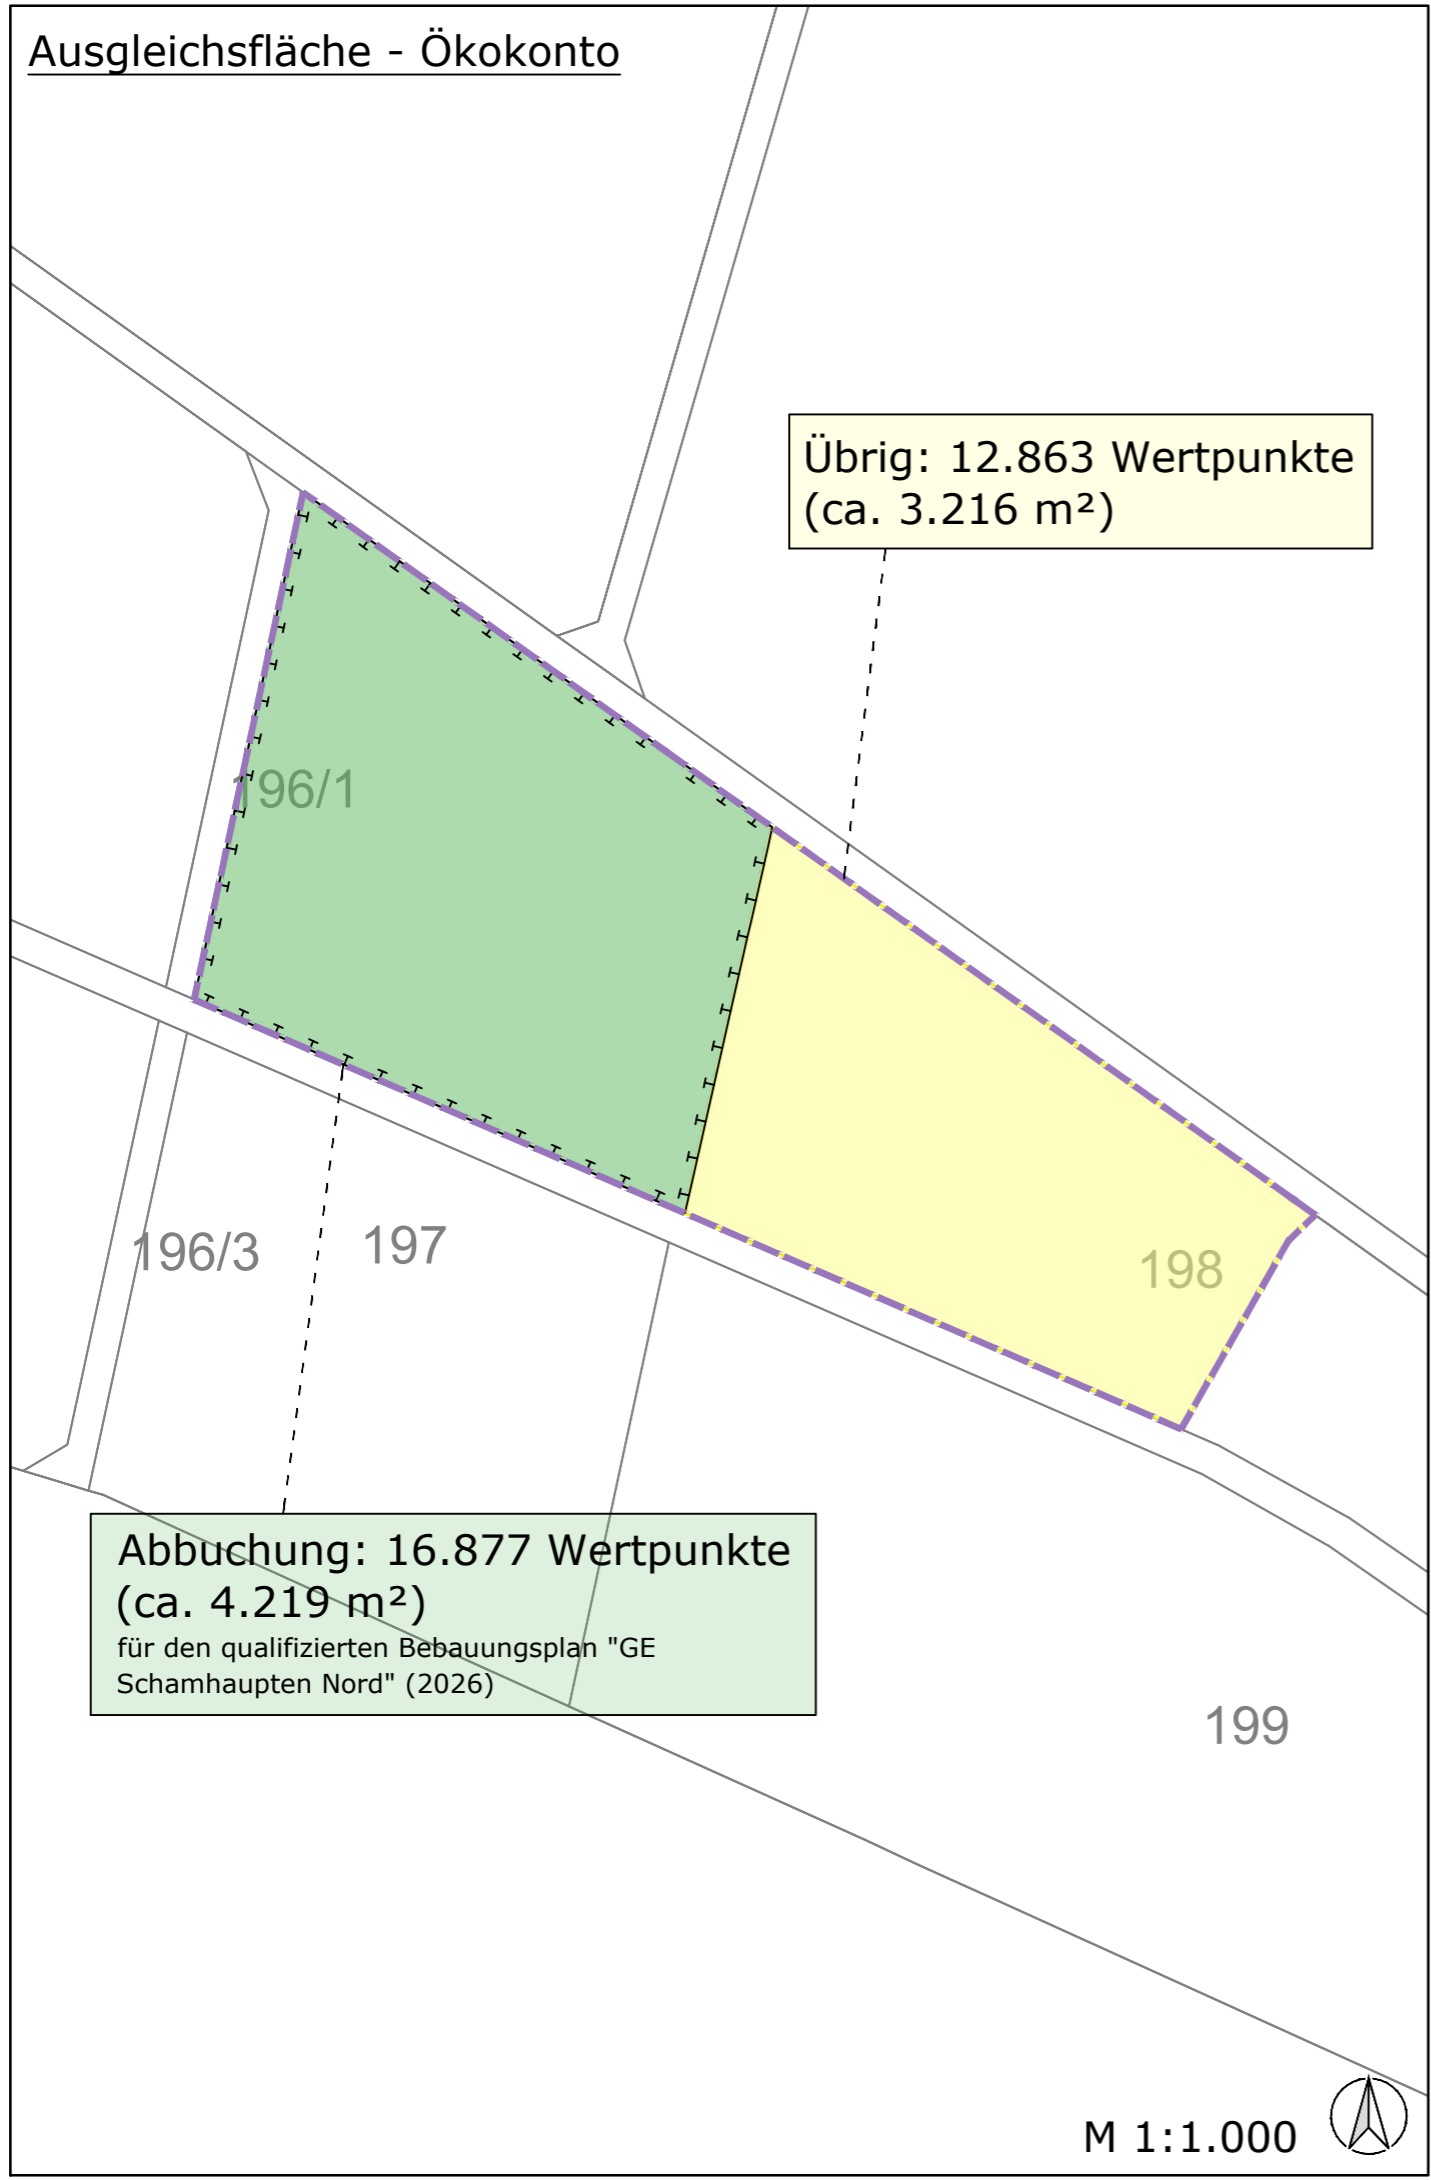 Ausgleichsfläche - Ökokonto
Übrig: 12.863 Wertpunkte
(ca. 3.216 m²)
196/1
196/3
197
198
Abbuchung: 16.877 Wertpunkte
(ca. 4.219 m²)
für den qualifizierten Bebauungsplan "GE
Schamhaupten Nord" (2026)
199
M 1:1.000